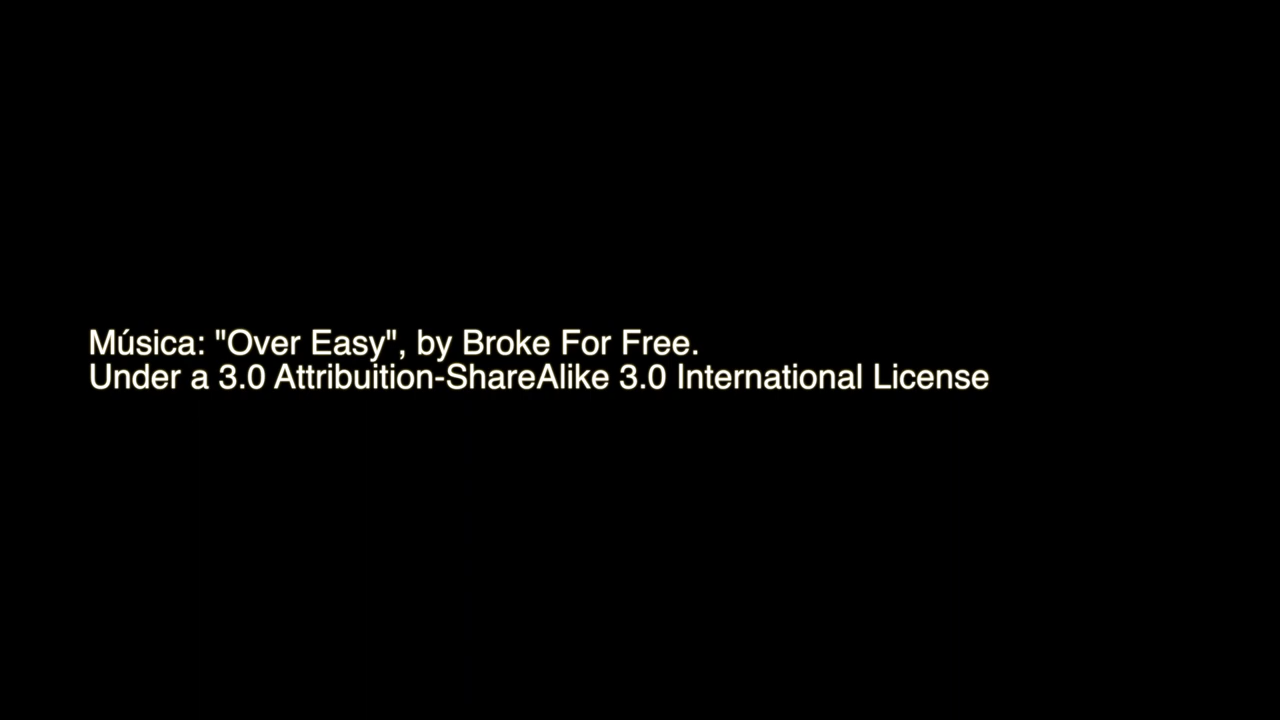 Música: "Over Easy", by Broke For Free.
Under a 3.0 Attribuition-ShareAlike 3.0 International License